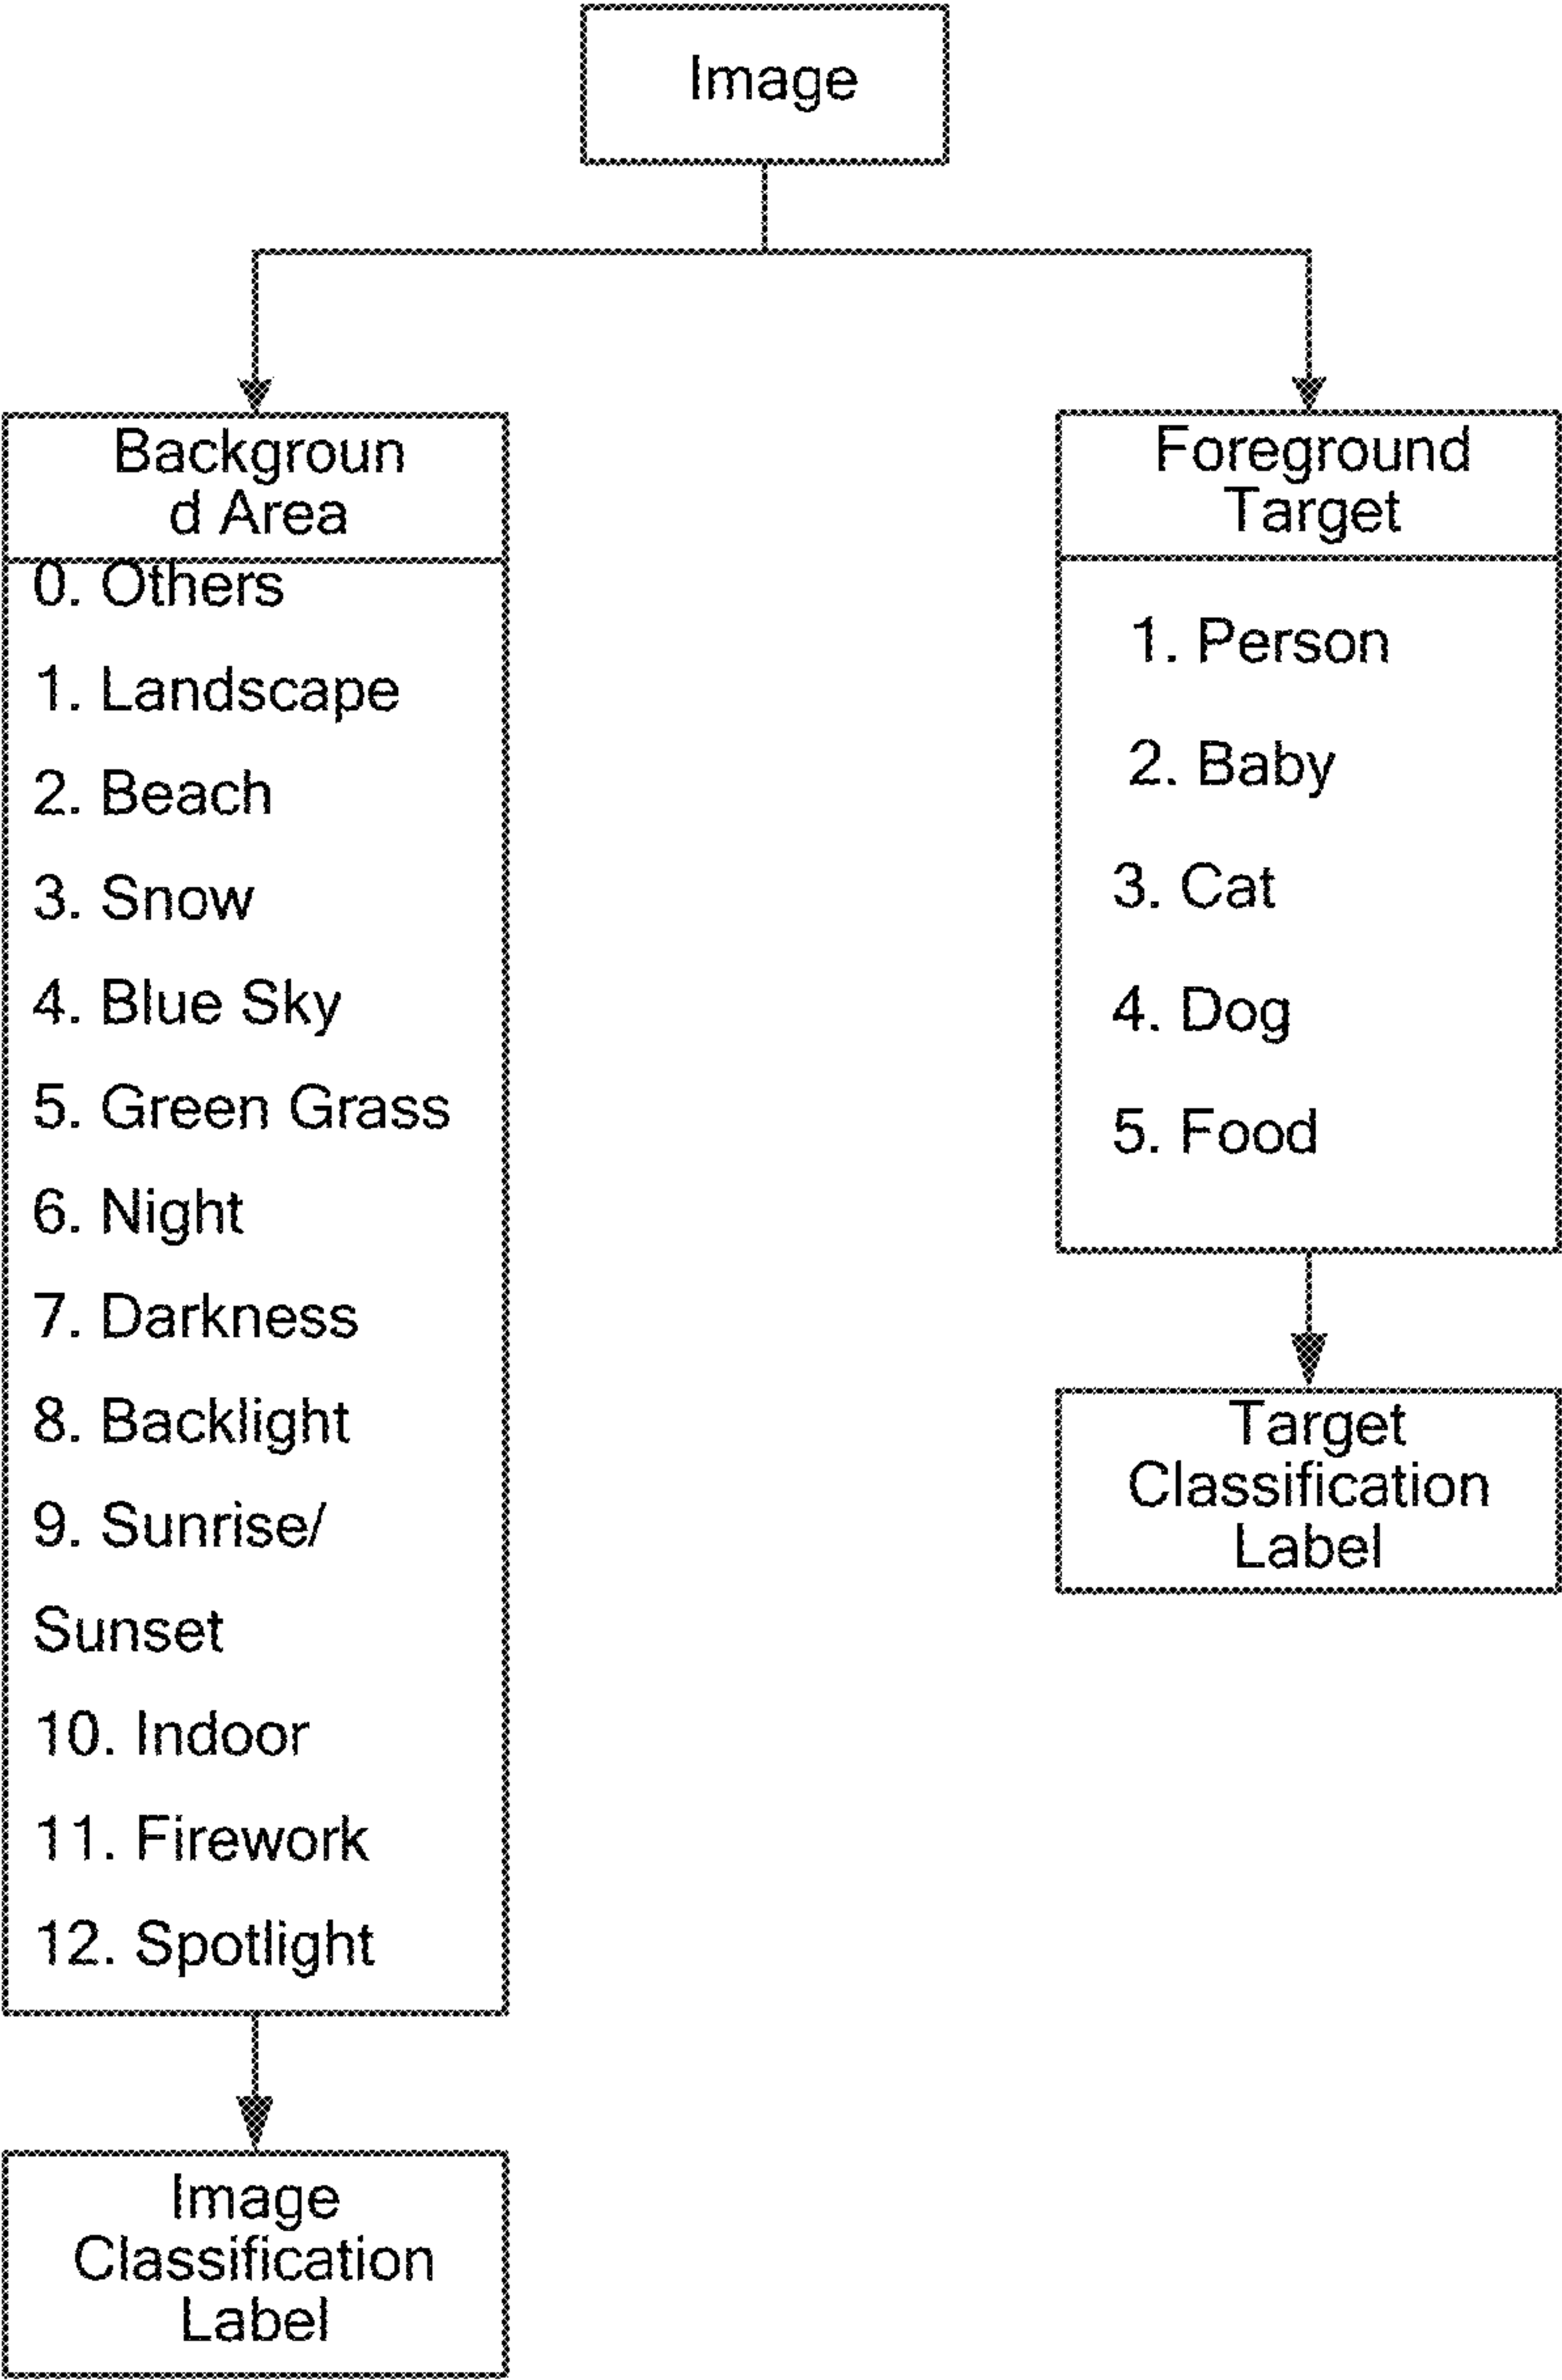 Image
Backgroun
d Area
0. Others
1. Landscape
2. Beach
3. Snow
4. Blue Sky
5. Green Grass
6. Night
7. Darkness
8. Backlight
9. Sunrise/
Sunset
10. Indoor
11. Firework
12. Spotlight
Image
Classification
Label
Foreground
Target
1. Person
2. Baby
3. Cat
4. Dog
5. Food
Target
Classification
Label